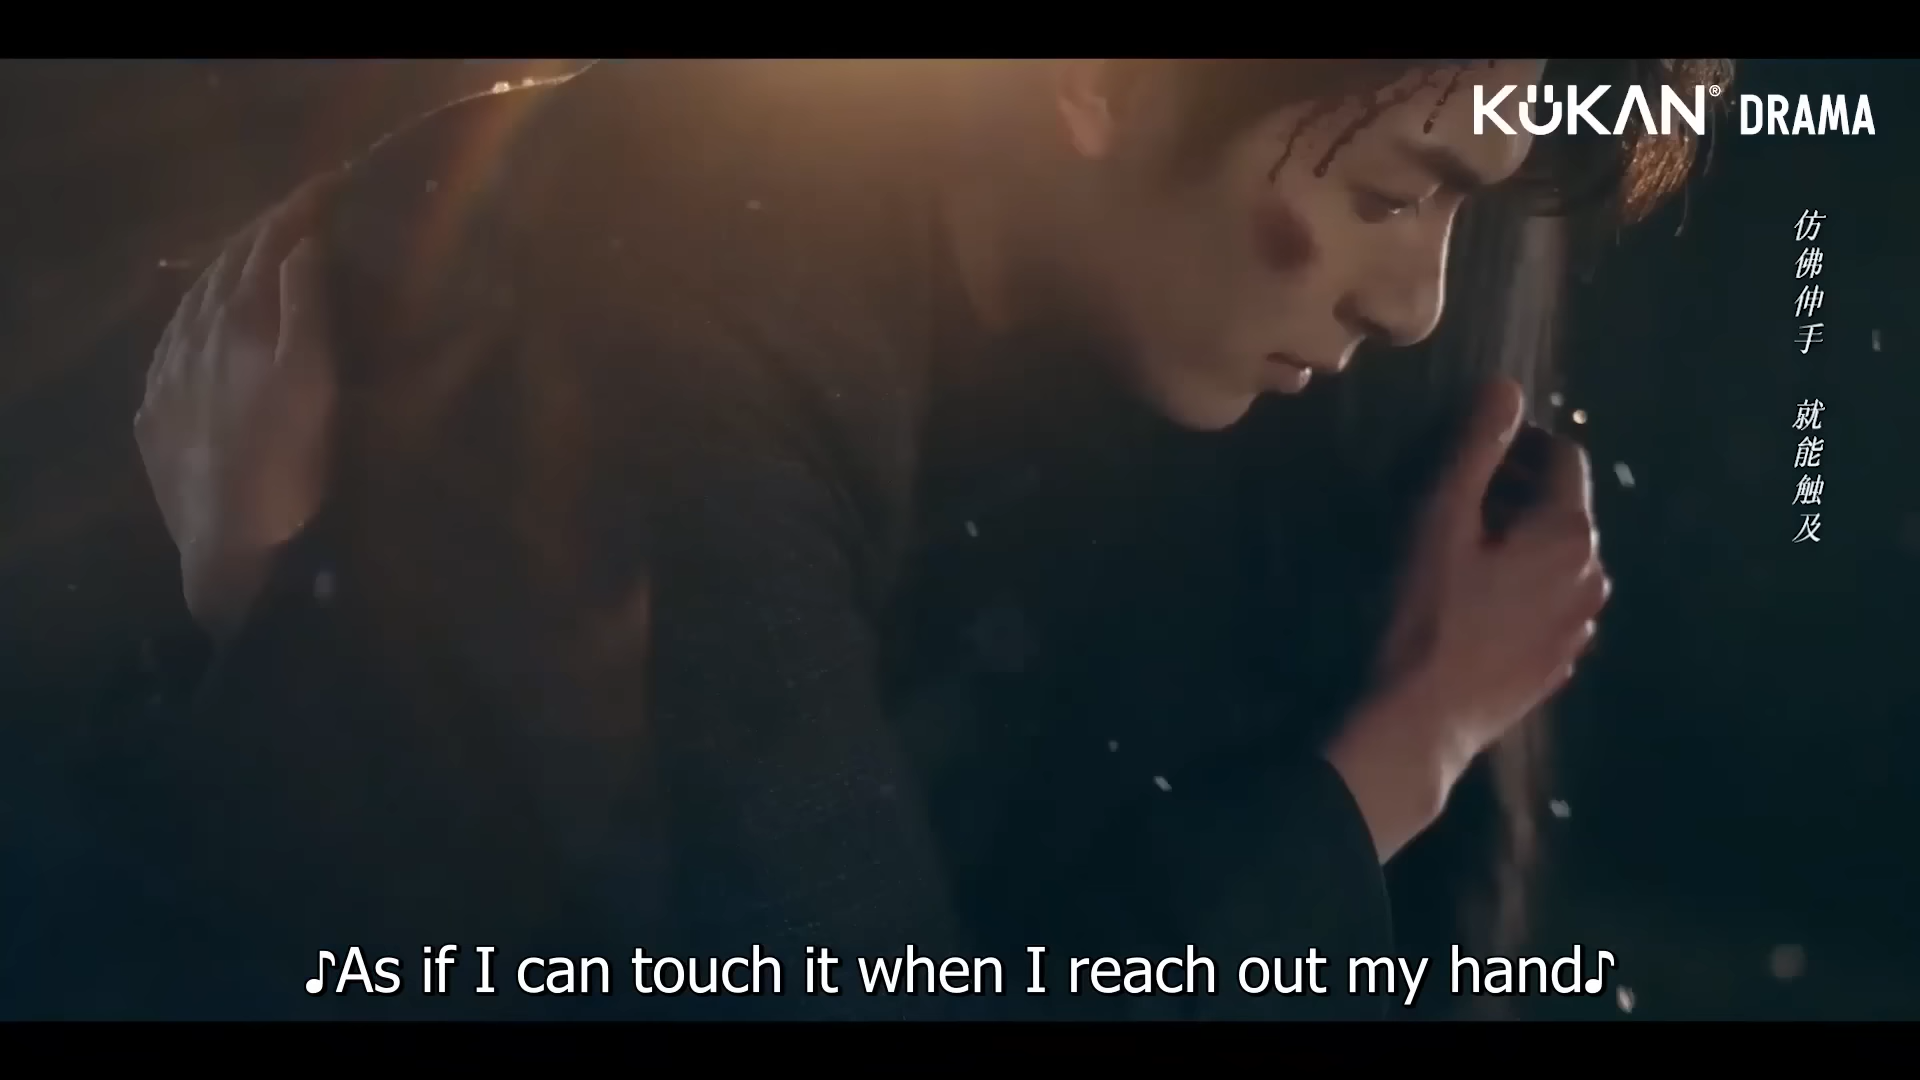 KÜKAN® DRAMA
仿佛伸手 就能触及
♪As if I can touch it when I reach out my hand♪